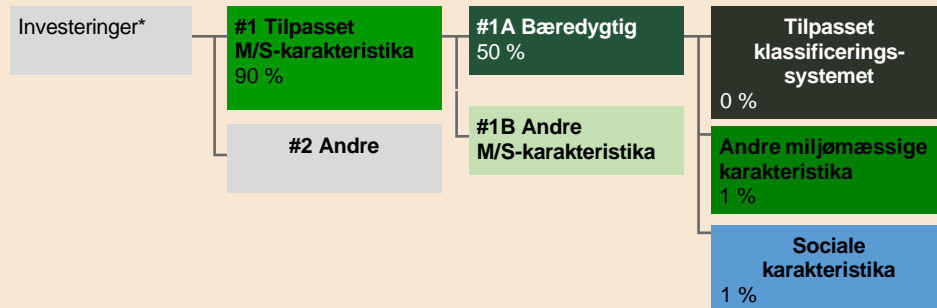 Investeringer*
#1 Tilpasset
M/S-karakteristika
90 %
#2 Andre
#1A Bæredygtig
50 %
#1B Andre
M/S-karakteristika
Tilpasset
klassificerings-
systemet
0 %
Andre miljømæssige
karakteristika
1 %
Sociale
karakteristika
1 %